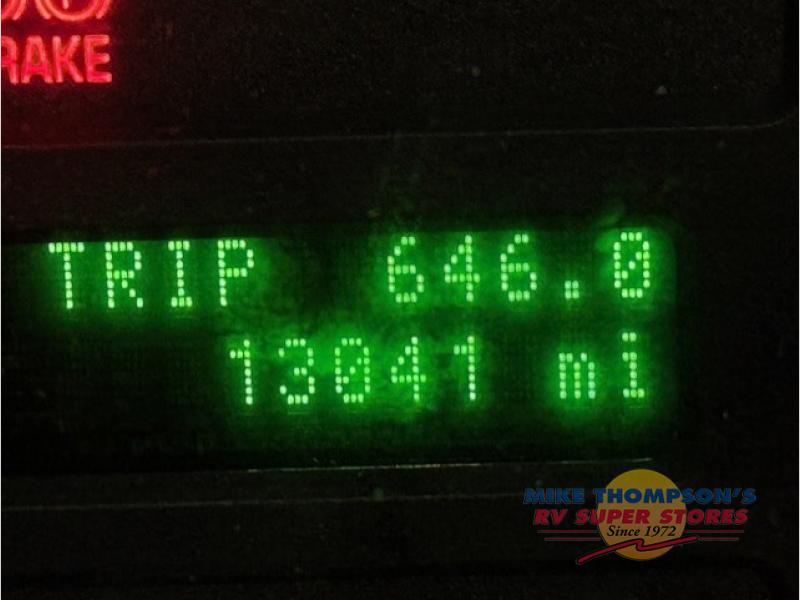 RAKE
TRIP 646.0
13041 mi
MIKE THOMPSON'S
RV SUPER STORES
Since 1972